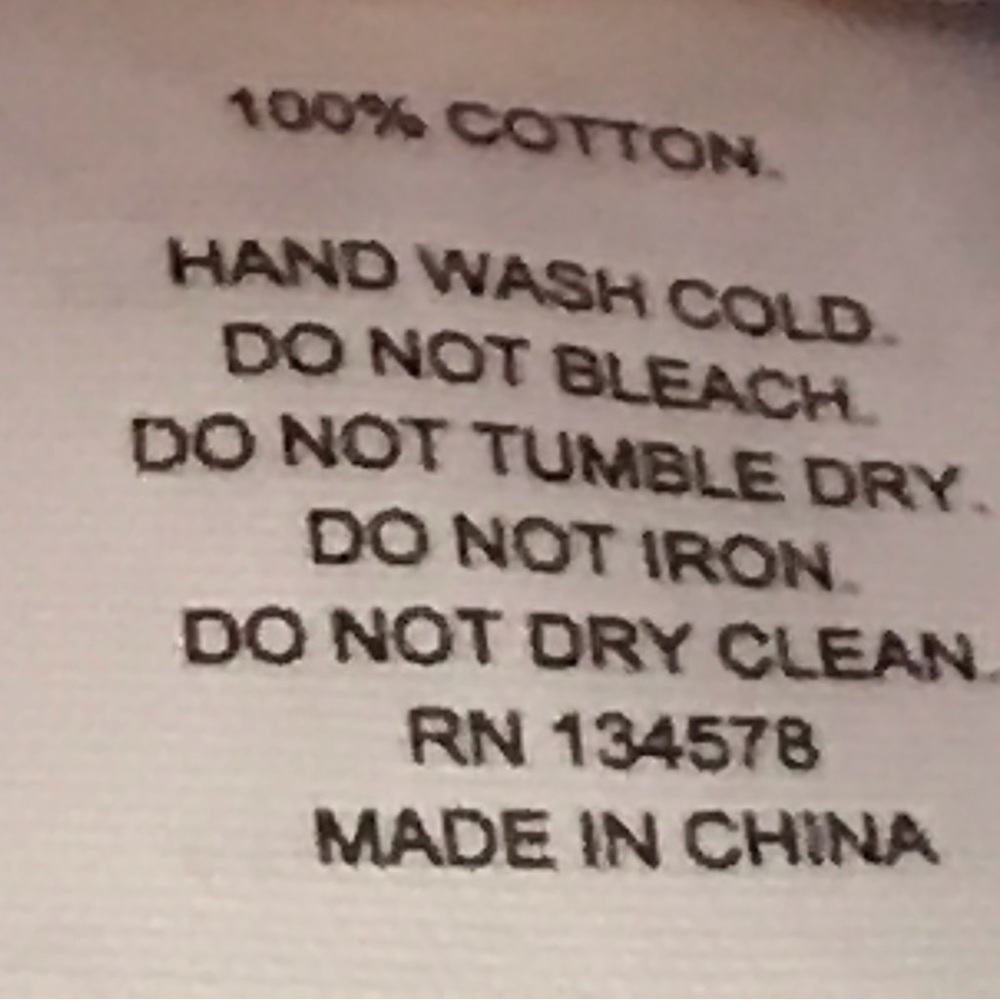 100% COTTON.
HAND WASH COLD.
DO NOT BLEACH.
DO NOT TUMBLE DRY.
DO NOT IRON.
DO NOT DRY CLEAN.
RN 134578
MADE IN CHINA